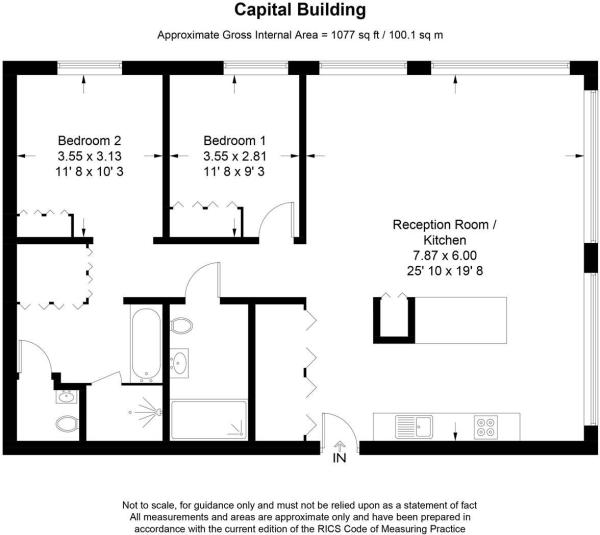 Capital Building
Approximate Gross Internal Area = 1077 sq ft / 100.1 sq m
Bedroom 2
3.55 x 3.13
11' 8 x 10' 3
Bedroom 1
3.55 x 2.81
11' 8 x 9' 3
Reception Room /
Kitchen
7.87 x 6.00
25' 10 x 19' 8
IN
Not to scale, for guidance only and must not be relied upon as a statement of fact
All measurements and areas are approximate only and have been prepared in
accordance with the current edition of the RICS Code of Measuring Practice